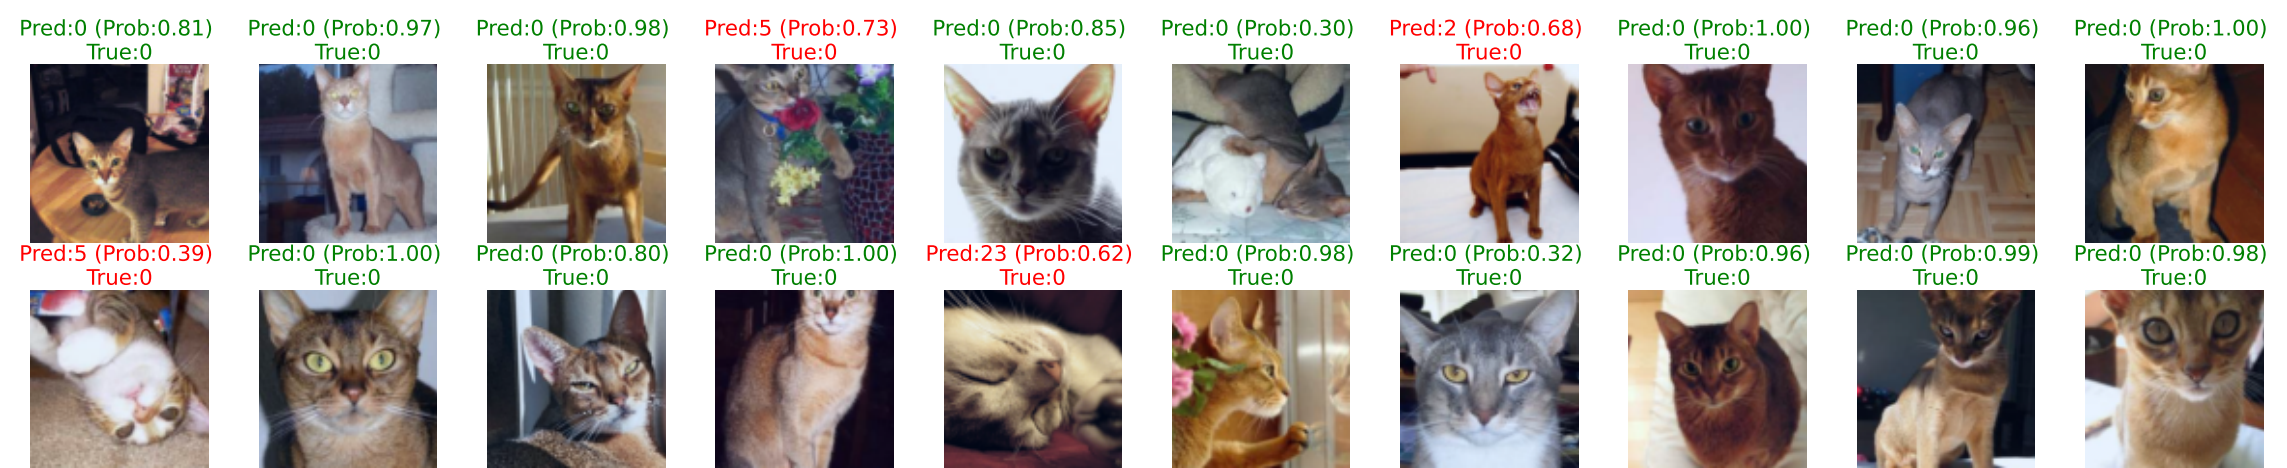 Pred:0 (Prob:0.81) Pred:0 (Prob:0.97) Pred:0 (Prob:0.98) Pred:5 (Prob:0.73) Pred:0 (Prob:0.85) Pred:0 (Prob:0.30) Pred:2 (Prob:0.68) Pred:0 (Prob:1.00) Pred:0 (Prob:0.96) Pred:0 (Prob:1.00)
True:0 True:0 True:0 True:0 True:0 True:0 True:0 True:0 True:0 True:0
Pred:5 (Prob:0.39) Pred:0 (Prob:1.00) Pred:0 (Prob:0.80) Pred:0 (Prob:1.00) Pred:23 (Prob:0.62) Pred:0 (Prob:0.98) Pred:0 (Prob:0.32) Pred:0 (Prob:0.96) Pred:0 (Prob:0.99) Pred:0 (Prob:0.98)
True:0 True:0 True:0 True:0 True:0 True:0 True:0 True:0 True:0 True:0